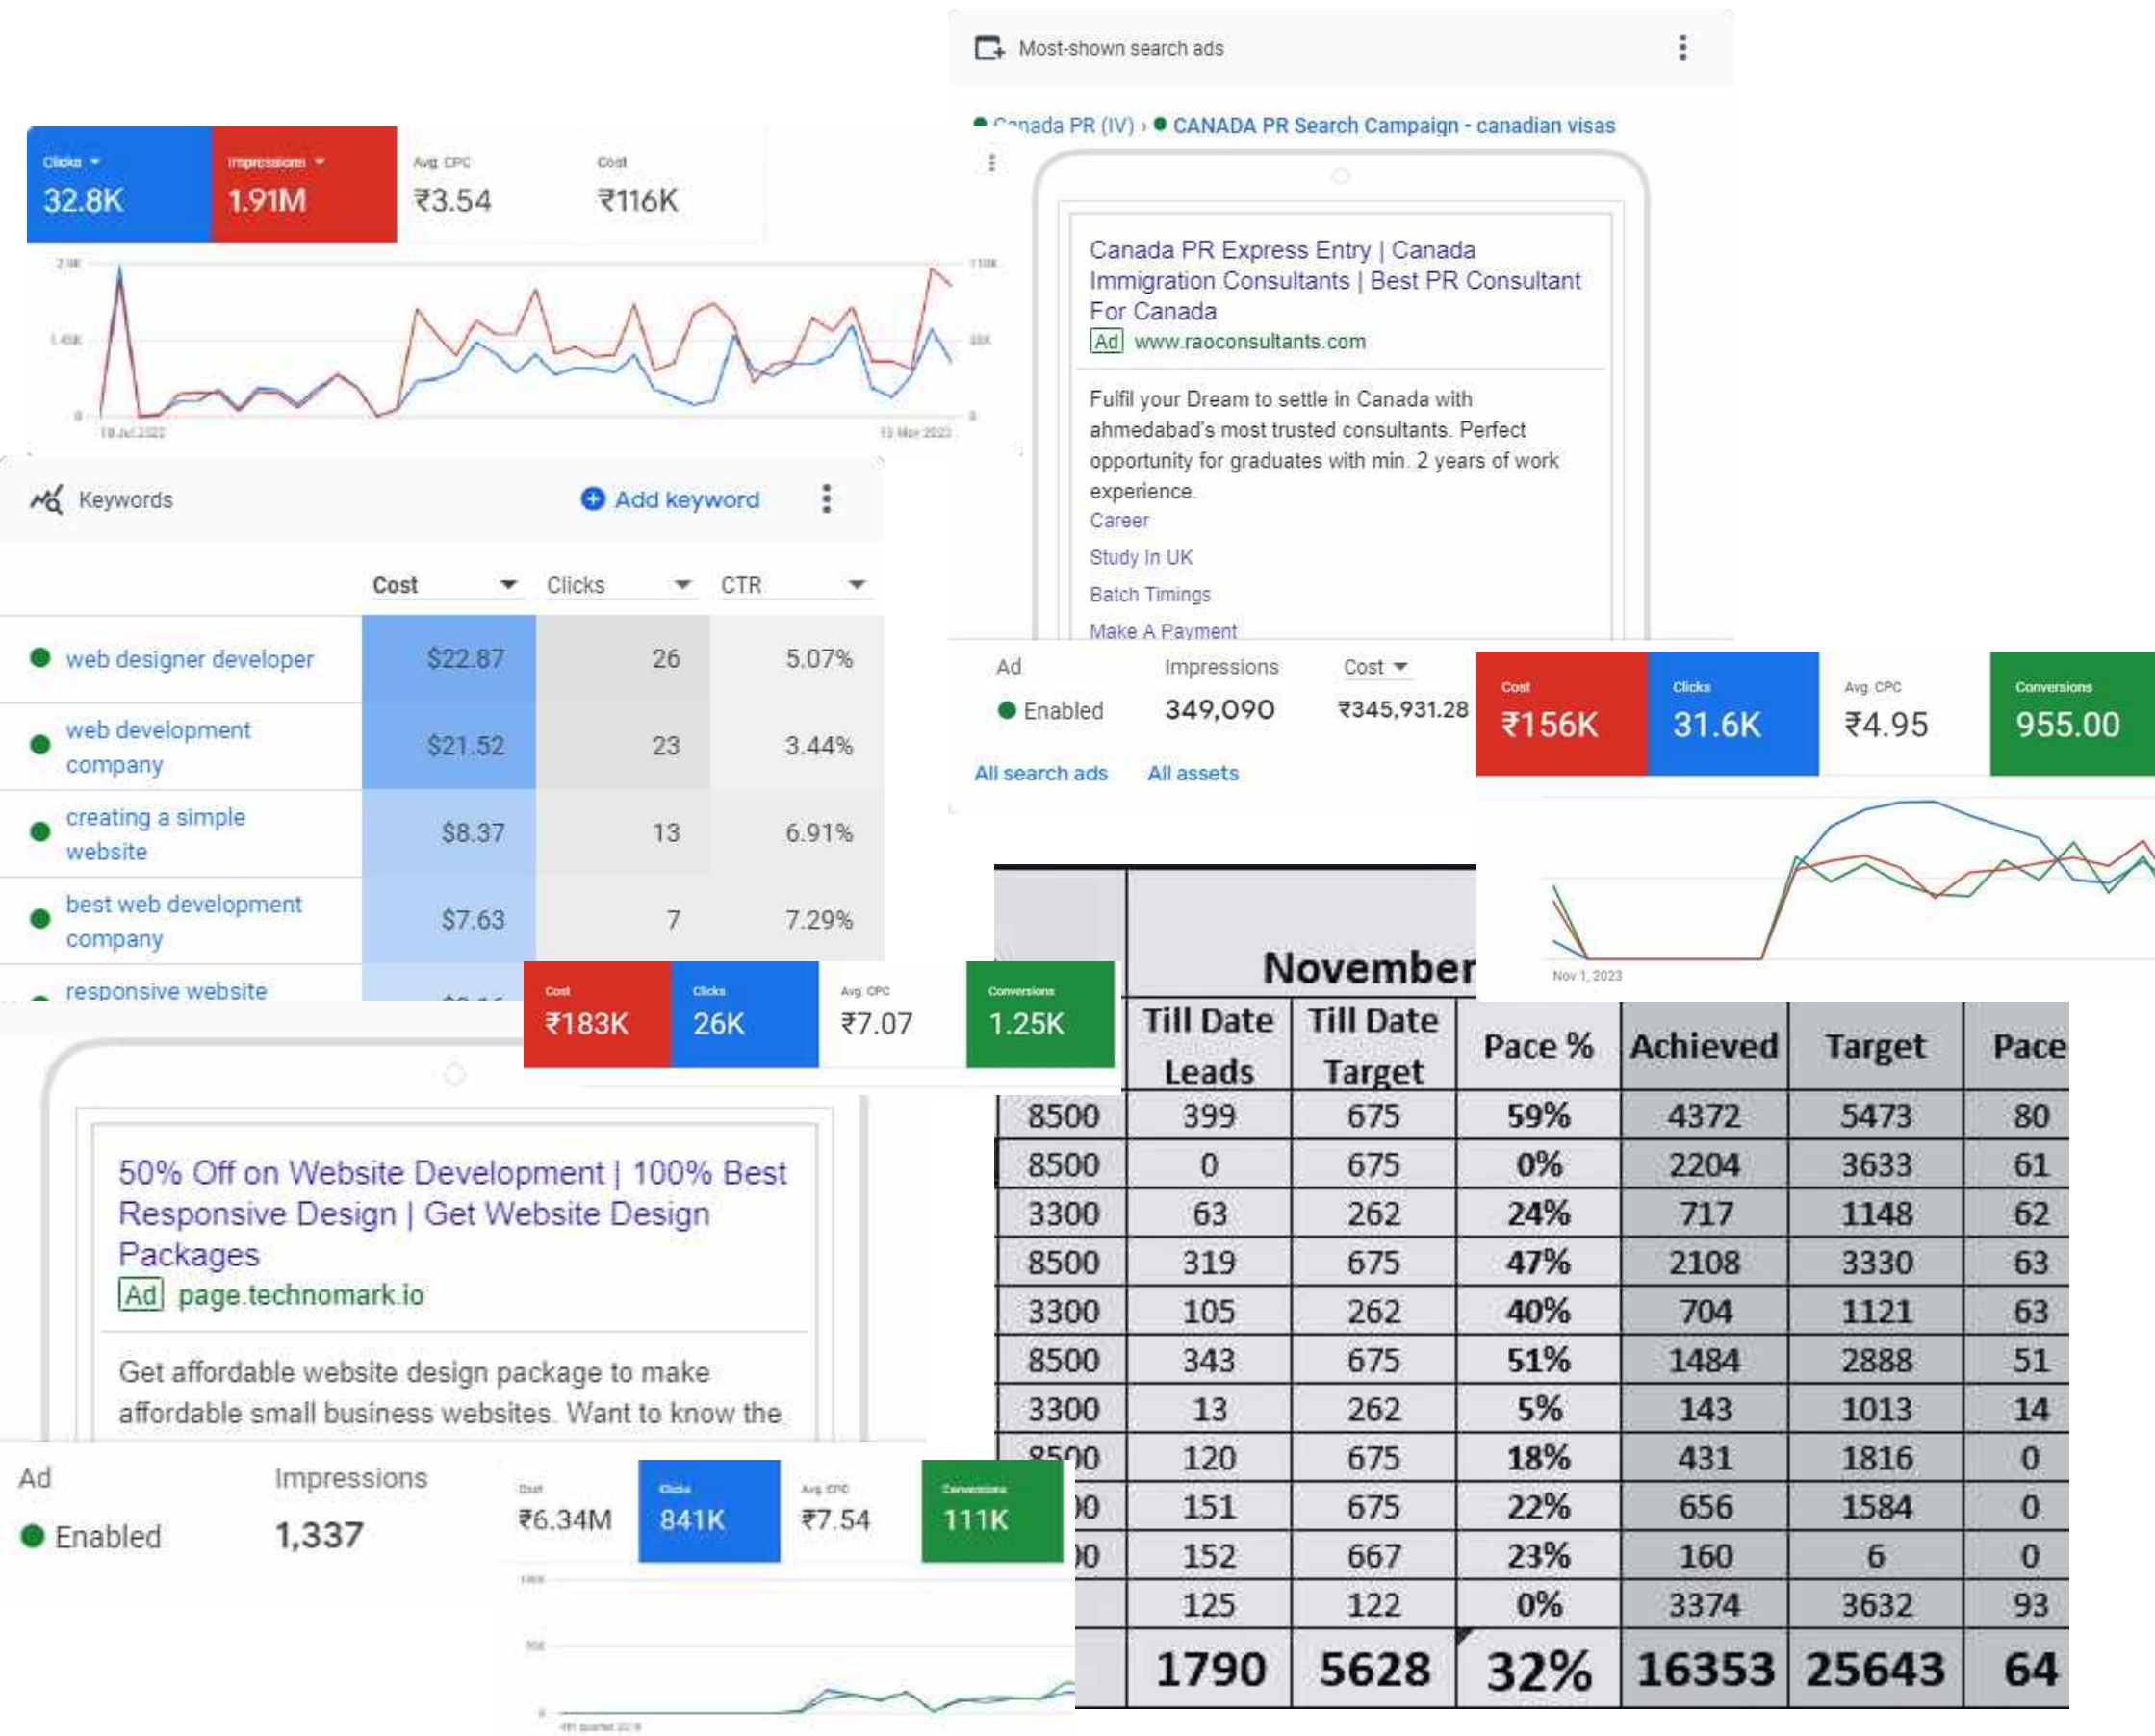 Most-shown search ads
Canada PR (IV) › CANADA PR Search Campaign - canadian visas
Clicks
Impressions
Avg. CPC
Cost
32.8K
1.91M
₹3.54
₹116K
0
0
Canada PR Express Entry | Canada
Immigration Consultants | Best PR Consultant
For Canada
Ad www.raoconsultants.com
Fulfil your Dream to settle in Canada with
ahmedabad's most trusted consultants. Perfect
opportunity for graduates with min. 2 years of work
experience.
Career
Study In UK
Batch Timings
Make A Payment
Ad Impressions Cost
Enabled 349,090 ₹345,931.28
All search ads All assets
Keywords Add keyword
Cost Clicks CTR
web designer developer $22.87 26 5.07%
web development
company $21.52 23 3.44%
creating a simple
website $8.37 13 6.91%
best web development
company $7.63 7 7.29%
responsive website
Cost Clicks Avg. CPC Conversions
₹156K 31.6K ₹4.95 955.00
Nov 1, 2023
Cost Clicks Avg. CPC Conversions
₹183K 26K ₹7.07 1.25K
50% Off on Website Development | 100% Best
Responsive Design | Get Website Design
Packages
Ad page.technomark.io
Get affordable website design package to make
affordable small business websites. Want to know the
Ad Impressions
Enabled 1,337
Cost Clicks Avg. CPC Conversions
₹6.34M 841K ₹7.54 111K
0
November
Till Date
Leads
Till Date
Target
Pace % Achieved Target Pace
8500 399 675 59% 4372 5473 80
8500 0 675 0% 2204 3633 61
3300 63 262 24% 717 1148 62
8500 319 675 47% 2108 3330 63
3300 105 262 40% 704 1121 63
8500 343 675 51% 1484 2888 51
3300 13 262 5% 143 1013 14
8500 120 675 18% 431 1816 0
151 675 22% 656 1584 0
152 667 23% 160 6 0
125 122 0% 3374 3632 93
1790 5628 32% 16353 25643 64